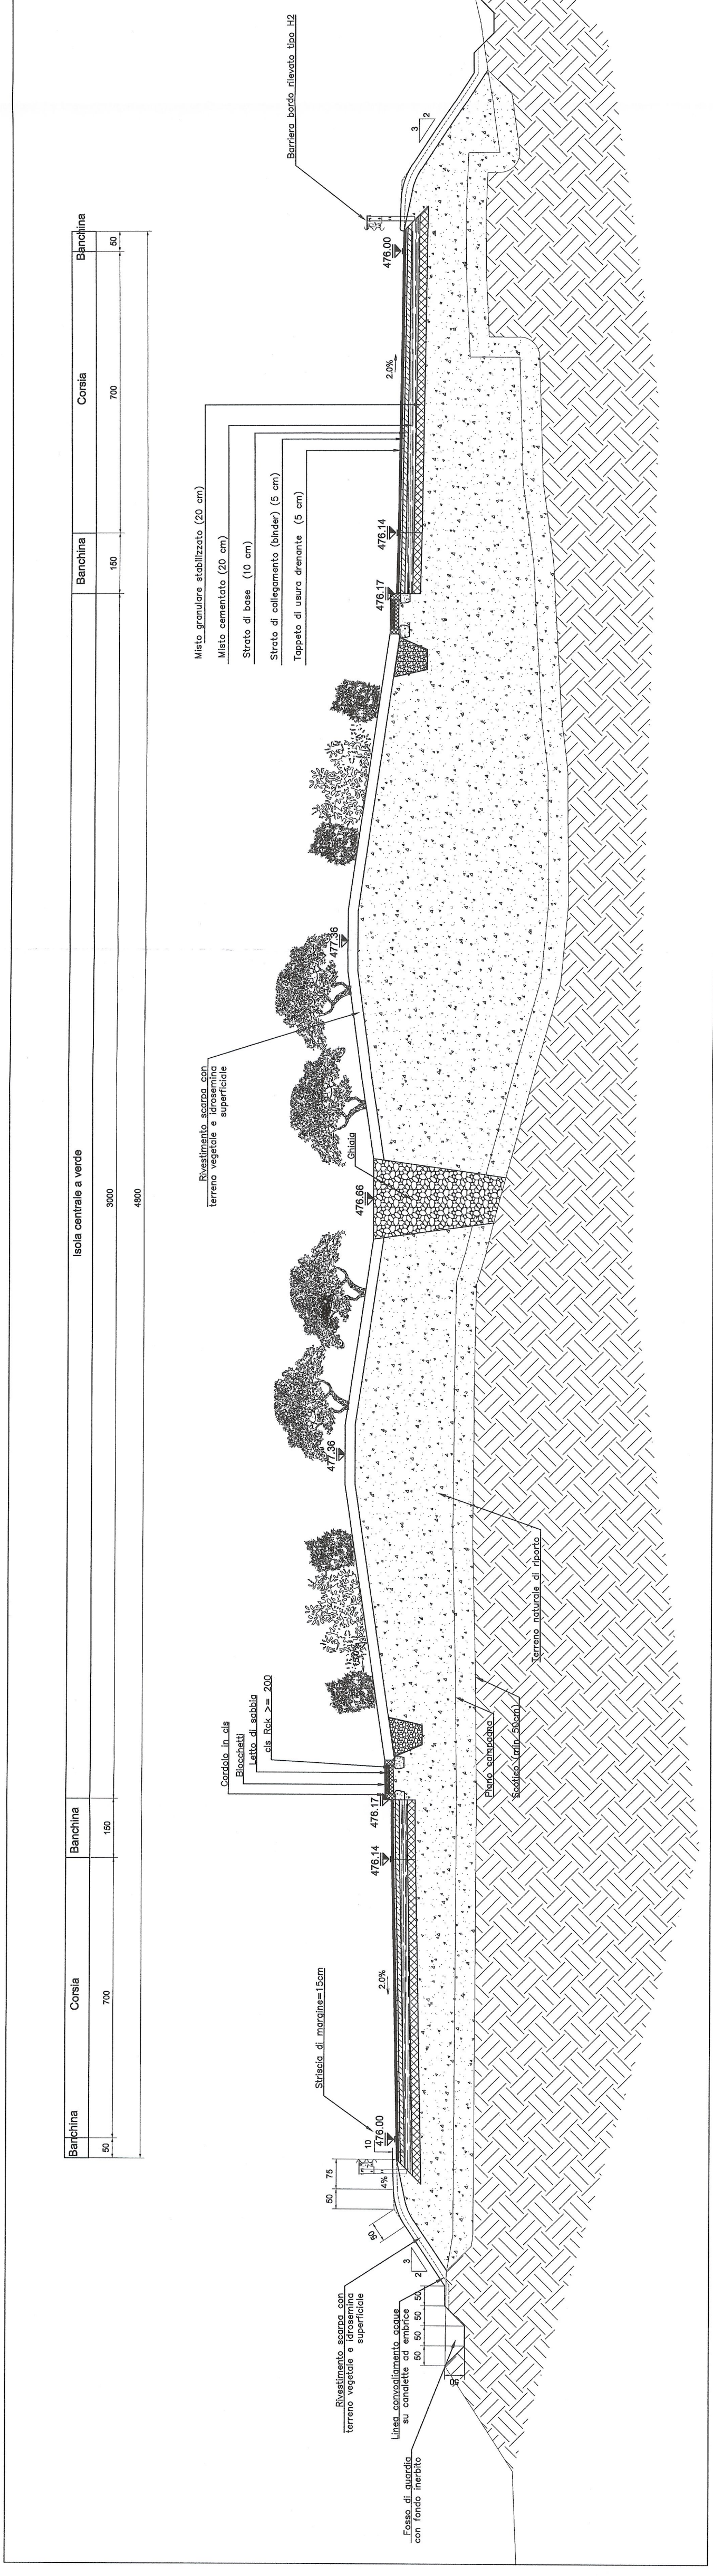 Banchina
Corsia
Banchina
Isola centrale a verde
Banchina
Corsia
Banchina
50
700
150
3000
150
700
50
4800
Striscia di margine=15cm
Cordolo in cls
Blocchetti
Letto di sabbia
cls Rck >= 200
Rivestimento scarpa con
terreno vegetale e idrosemina
superficiale
Misto granulare stabilizzato (20 cm)
Misto cementato (20 cm)
Strato di base (10 cm)
Strato di collegamento (binder) (5 cm)
Tappeto di usura drenante (5 cm)
Barriera bordo rilevato tipo H2
50
75
10
476.00
4%
2.0%
476.14
476.17
477.36
476.66
Ghiaia
477.36
476.17
476.14
2.0%
476.00
3
2
Rivestimento scarpa con
terreno vegetale e idrosemina
superficiale
3
2
Linea convogliamento acque
su canalette ad embrice
50
50
50
50
Fosso di guardia
con fondo inerbito
Piano campagna
Scotico (min.50cm)
Terreno naturale di riporto